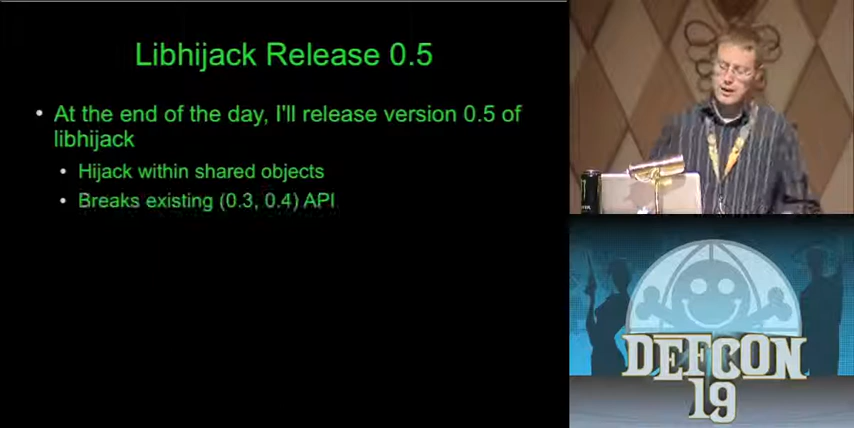 Libhijack Release 0.5
• At the end of the day, I'll release version 0.5 of
libhijack
• Hijack within shared objects
• Breaks existing (0.3, 0.4) API
DEFCON
19